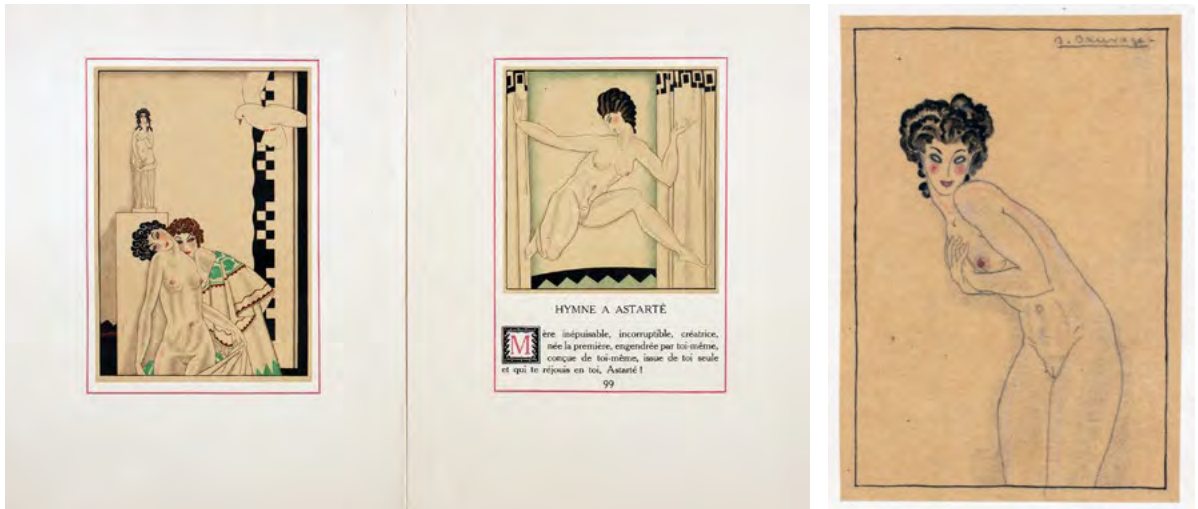 HYMNE A ASTARTÉ
Mère inépuisable, incorruptible, créatrice,
née la première, engendrée par toi-même,
conçue de toi-même, issue de toi seule
et qui te réjouis en toi, Astarté !
99
S. Sauvage